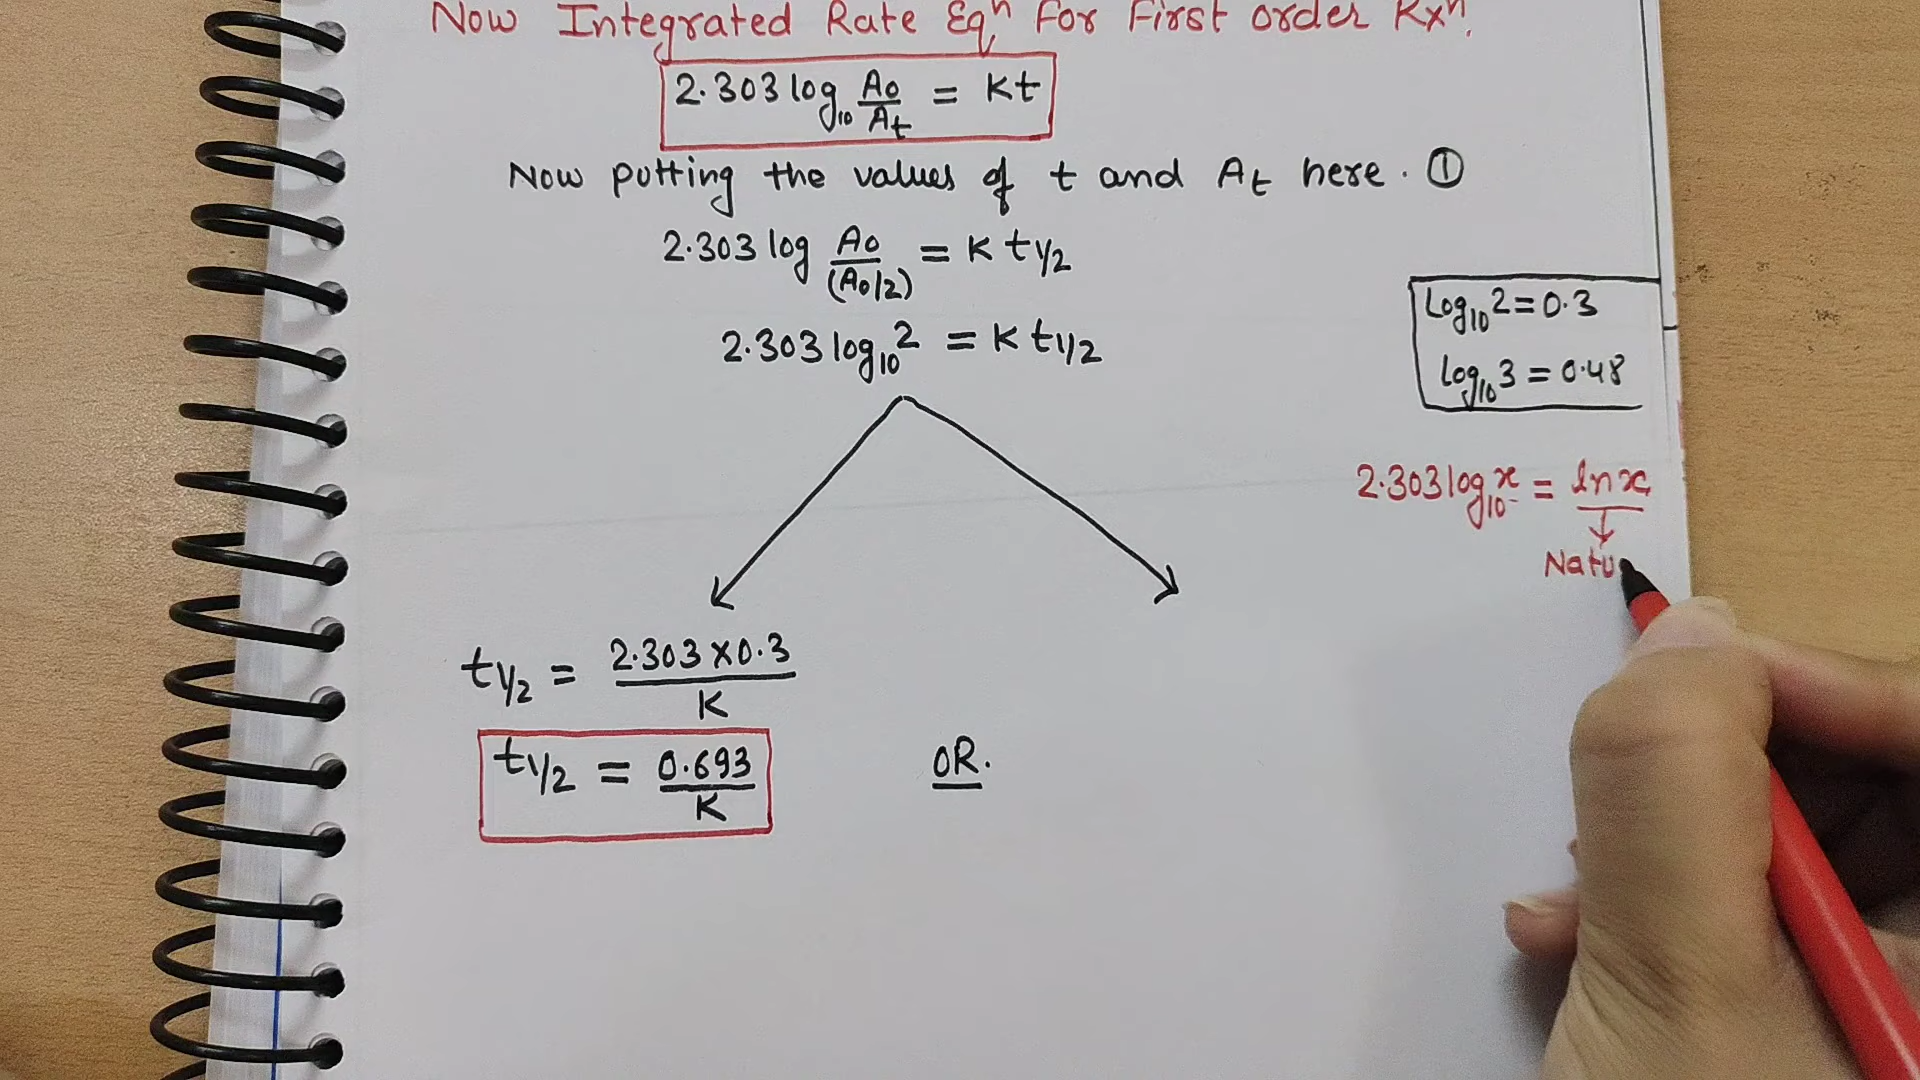 Now Integrated Rate Eqⁿ For First order Rxⁿ.
2.303 log₁₀ A₀/Aₜ = Kt
Now putting the values of t and Aₜ here. ①
2.303 log A₀/(A₀/2) = K t₁/₂
2.303 log₁₀ 2 = K t₁/₂
Log₁₀ 2 = 0.3
log₁₀ 3 = 0.48
2.303 log₁₀ x = ln x
Natu
t₁/₂ = 2.303 × 0.3 / K
t₁/₂ = 0.693 / K
OR.